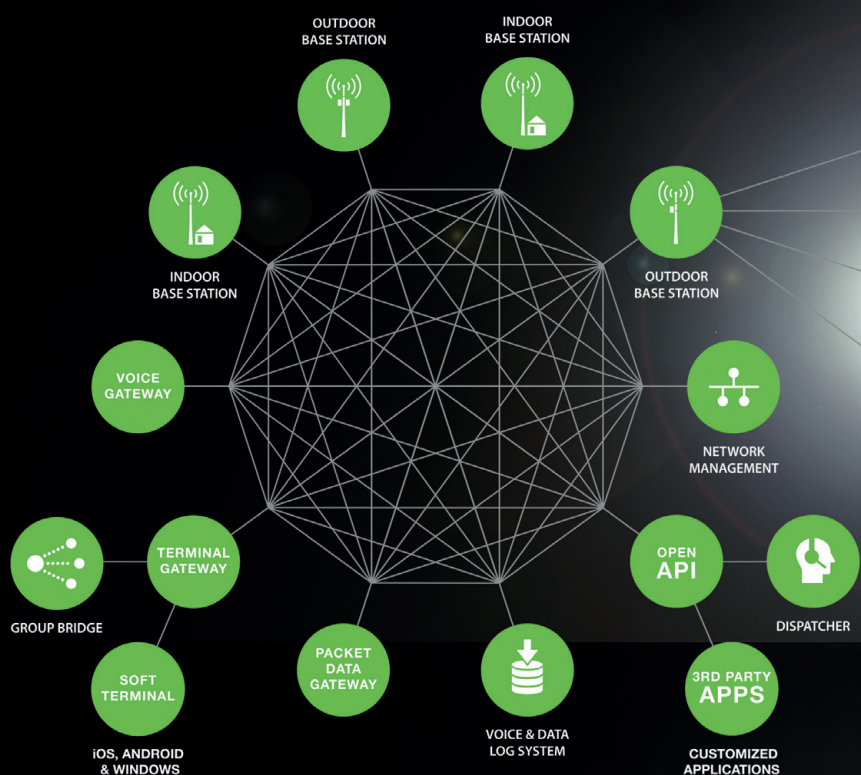 OUTDOOR
BASE STATION
INDOOR
BASE STATION
INDOOR
BASE STATION
OUTDOOR
BASE STATION
VOICE
GATEWAY
NETWORK
MANAGEMENT
GROUP BRIDGE
TERMINAL
GATEWAY
OPEN
API
DISPATCHER
SOFT
TERMINAL
iOS, ANDROID
& WINDOWS
PACKET
DATA
GATEWAY
VOICE & DATA
LOG SYSTEM
3RD PARTY
APPS
CUSTOMIZED
APPLICATIONS